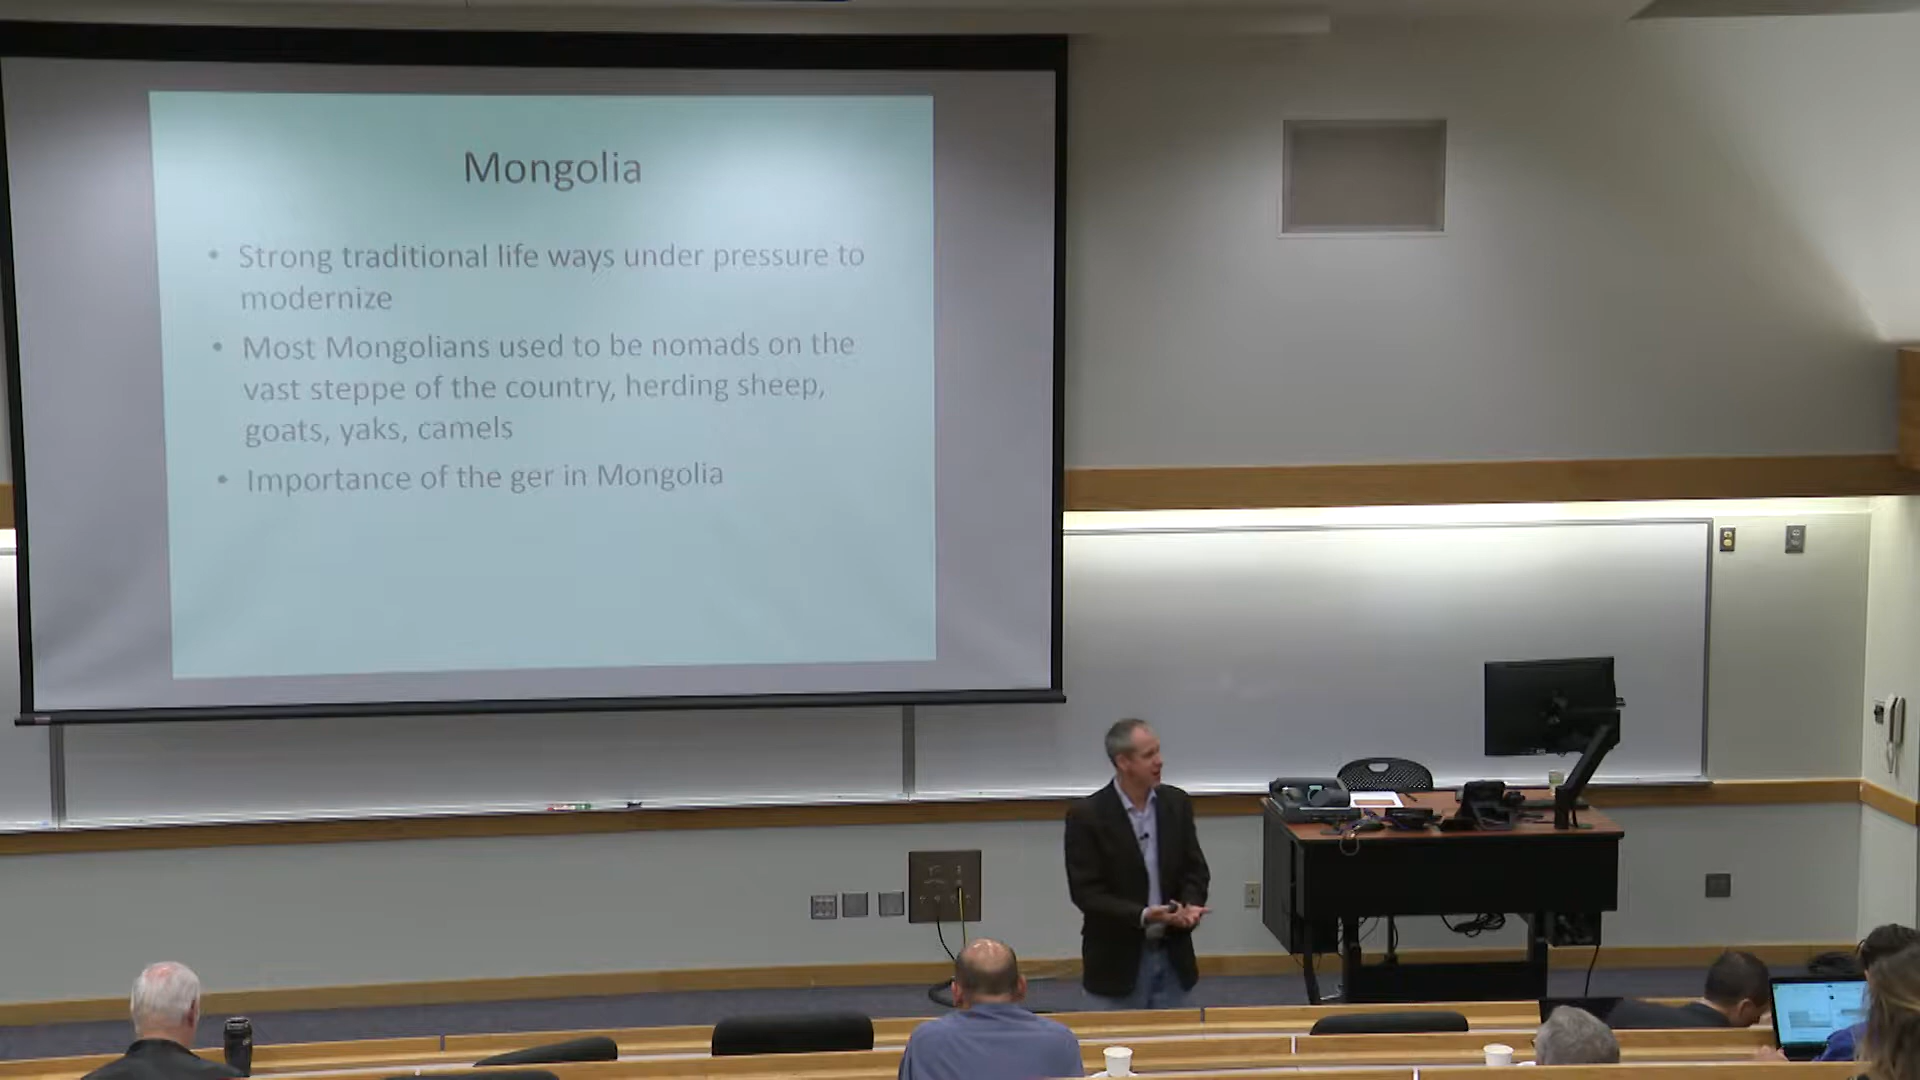 Mongolia
• Strong traditional life ways under pressure to
modernize
• Most Mongolians used to be nomads on the
vast steppe of the country, herding sheep,
goats, yaks, camels
• Importance of the ger in Mongolia